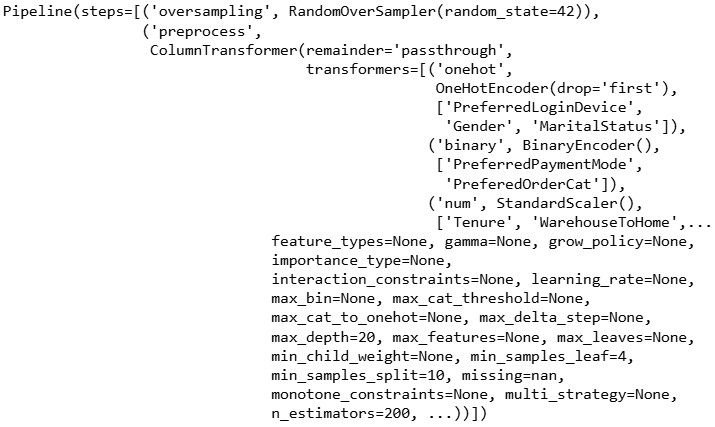 Pipeline(steps=[('oversampling', RandomOverSampler(random_state=42)),
('preprocess',
ColumnTransformer(remainder='passthrough',
transformers=[('onehot',
OneHotEncoder(drop='first'),
['PreferredLoginDevice',
'Gender', 'MaritalStatus']),
('binary', BinaryEncoder(),
['PreferredPaymentMode',
'PreferedOrderCat']),
('num', StandardScaler(),
['Tenure', 'WarehouseToHome',...
feature_types=None, gamma=None, grow_policy=None,
importance_type=None,
interaction_constraints=None, learning_rate=None,
max_bin=None, max_cat_threshold=None,
max_cat_to_onehot=None, max_delta_step=None,
max_depth=20, max_features=None, max_leaves=None,
min_child_weight=None, min_samples_leaf=4,
min_samples_split=10, missing=nan,
monotone_constraints=None, multi_strategy=None,
n_estimators=200, ...))])